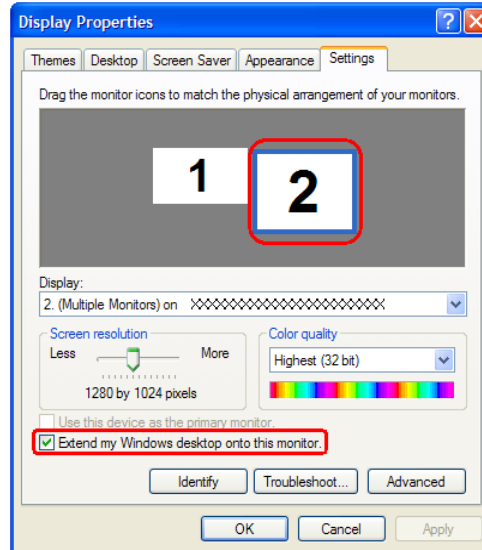 Display Properties
Themes Desktop Screen Saver Appearance Settings
Drag the monitor icons to match the physical arrangement of your monitors.
1 2
Display:
2. (Multiple Monitors) on XXXXXXXXXXXXXXXXXXXXXX
Screen resolution Color quality
Less More Highest (32 bit)
1280 by 1024 pixels
Use this device as the primary monitor.
Extend my Windows desktop onto this monitor.
Identify Troubleshoot... Advanced
OK Cancel Apply